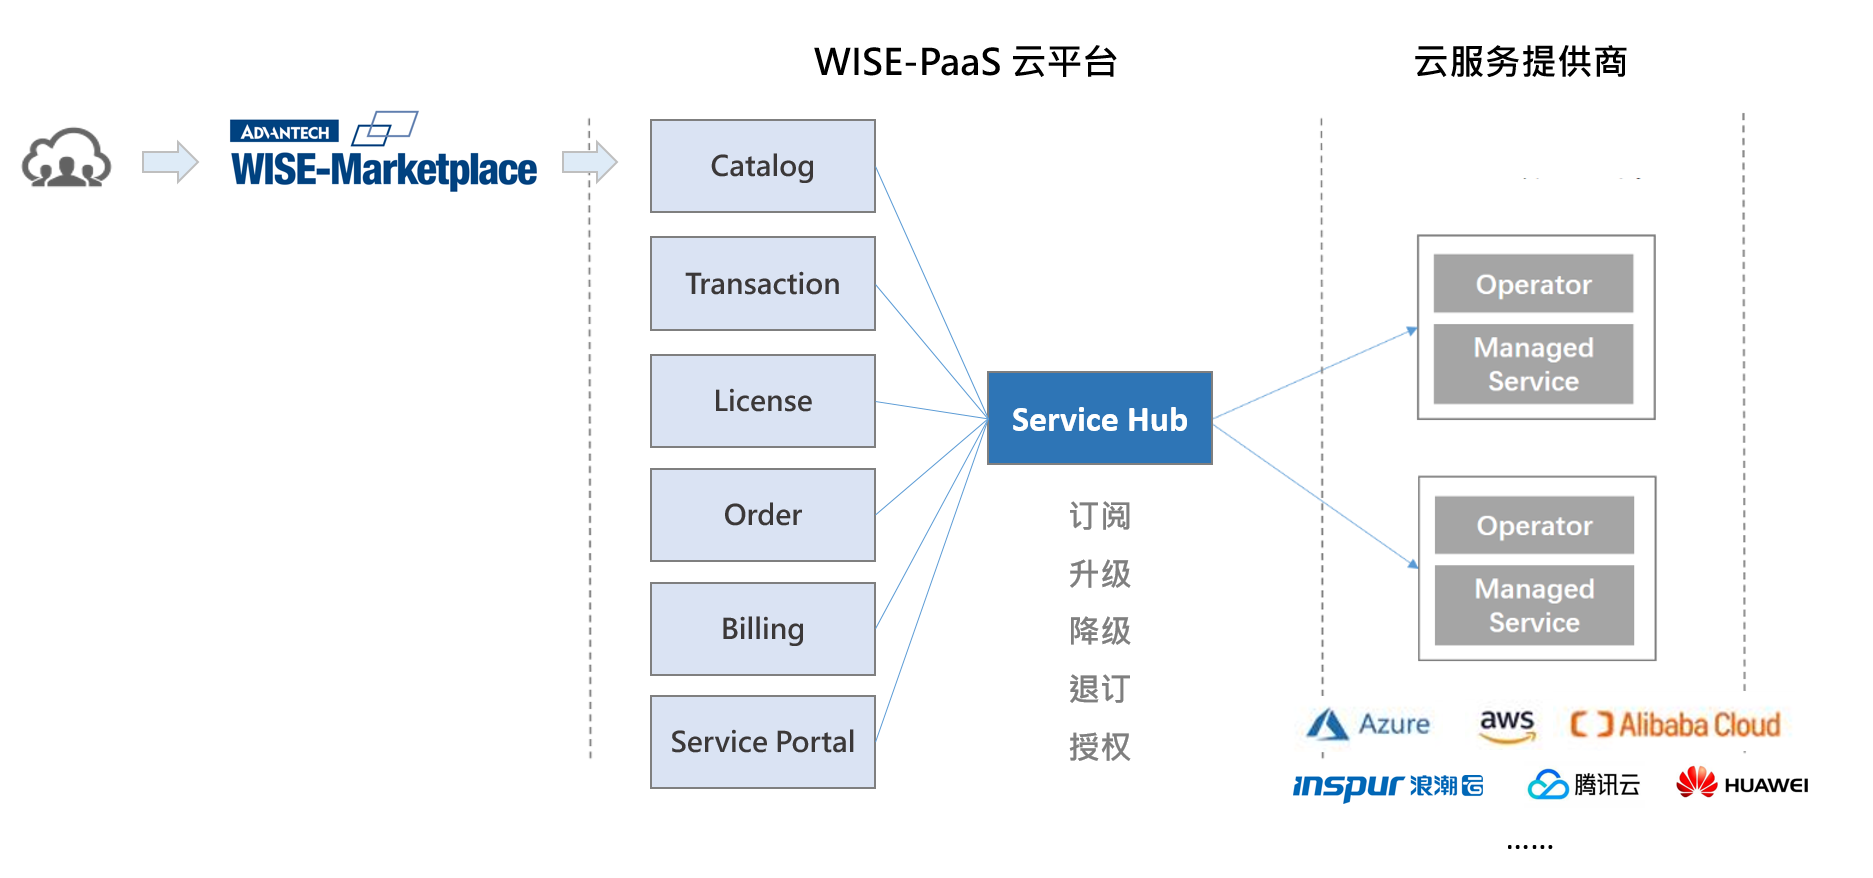 WISE-PaaS 云平台
云服务提供商
ADVANTECH
WISE-Marketplace
Catalog
Transaction
License
Order
Billing
Service Portal
Service Hub
订阅
升级
降级
退订
授权
Operator
Managed
Service
Operator
Managed
Service
Azure
aws
Alibaba Cloud
inspur 浪潮云
腾讯云
HUAWEI
......